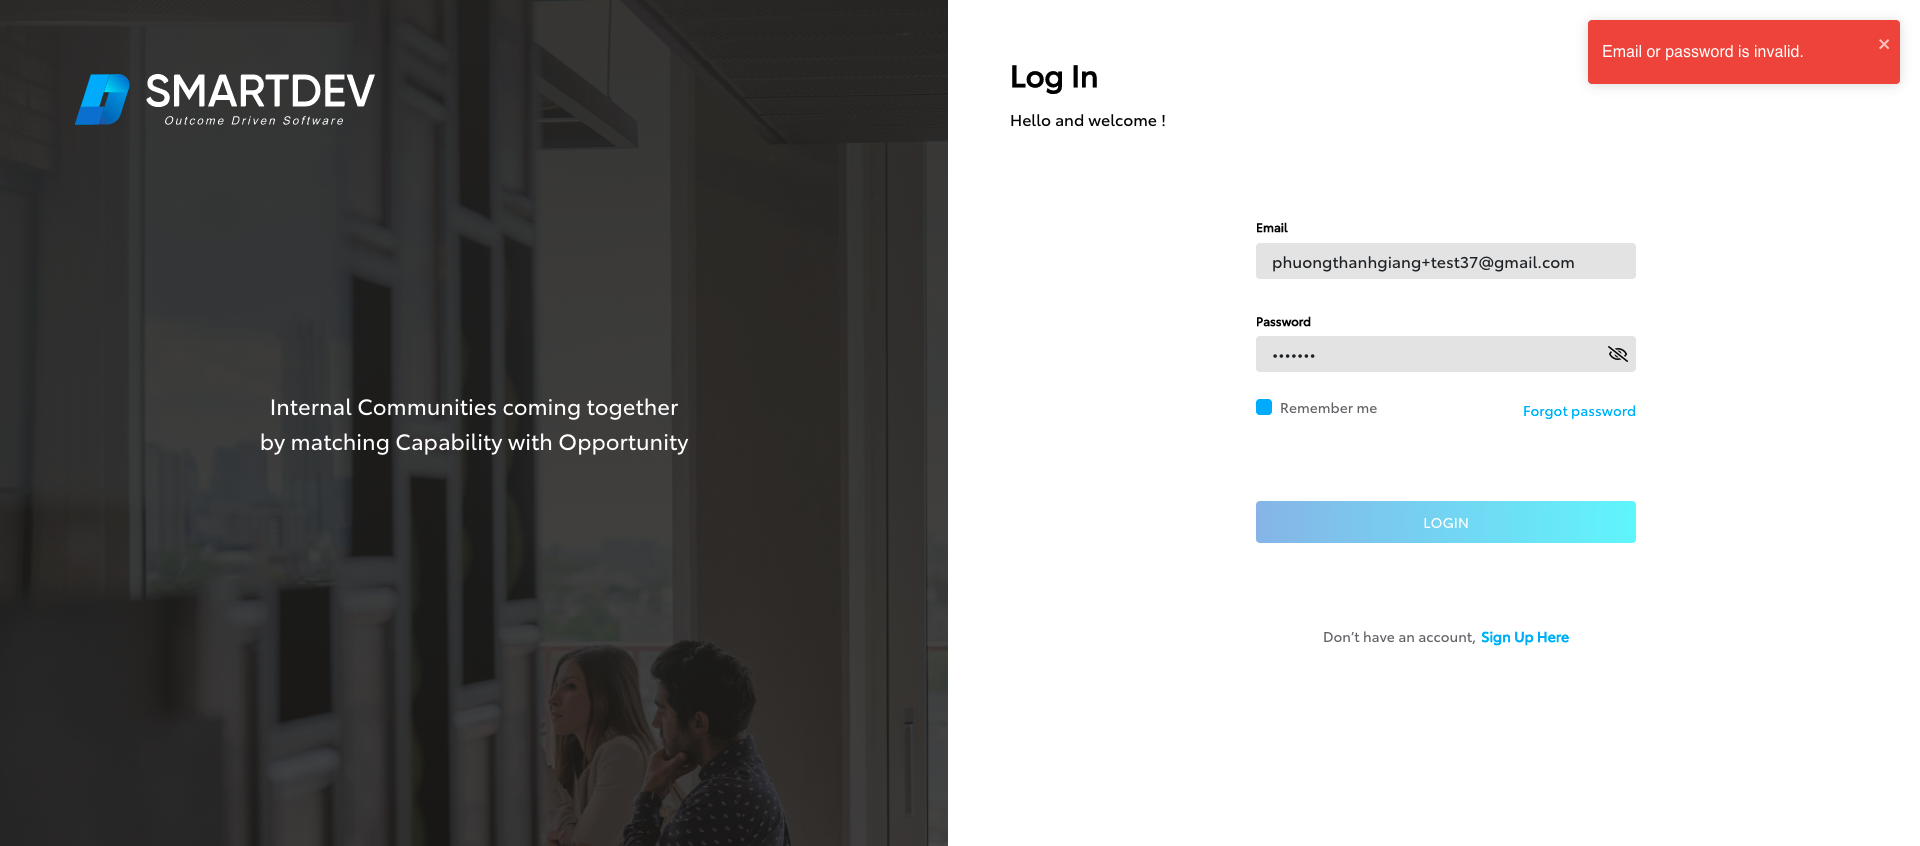 SMARTDEV
Outcome Driven Software
Internal Communities coming together
by matching Capability with Opportunity
Log In
Hello and welcome !
Email or password is invalid.
Email
phuongthanhgiang+test37@gmail.com
Password
•••••••
Remember me
Forgot password
LOGIN
Don't have an account, Sign Up Here